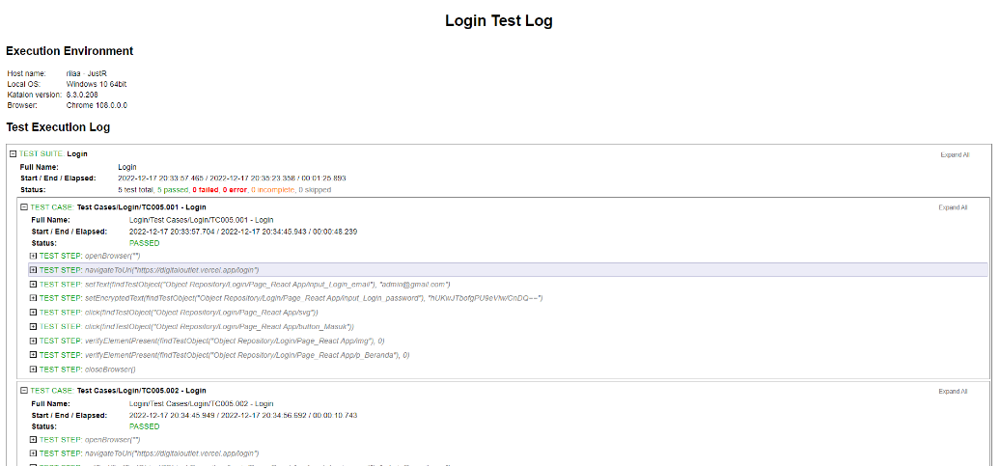 Login Test Log
Execution Environment
Host name: rilaa - JustR
Local OS: Windows 10 64bit
Katalon version: 8.3.0.208
Browser: Chrome 108.0.0.0
Test Execution Log
TEST SUITE: Login Expand All
Full Name: Login
Start / End / Elapsed: 2022-12-17 20:33:57.465 / 2022-12-17 20:35:23.358 / 00:01:25.893
Status: 5 test total, 5 passed, 0 failed, 0 error, 0 incomplete, 0 skipped
TEST CASE: Test Cases/Login/TC005.001 - Login Expand All
Full Name: Login/Test Cases/Login/TC005.001 - Login
Start / End / Elapsed: 2022-12-17 20:33:57.704 / 2022-12-17 20:34:45.943 / 00:00:48.239
Status: PASSED
TEST STEP: openBrowser("")
TEST STEP: navigateToUrl("https://digitaloutlet.vercel.app/login")
TEST STEP: setText(findTestObject("Object Repository/Login/Page_React App/input_Login_email"), "admin@gmail.com")
TEST STEP: setEncryptedText(findTestObject("Object Repository/Login/Page_React App/input_Login_password"),
TEST STEP: click(findTestObject("Object Repository/Login/Page_React App/svg"))
TEST STEP: click(findTestObject("Object Repository/Login/Page_React App/button_Masuk"))
TEST STEP: verifyElementPresent(findTestObject("Object Repository/Login/Page_React App/img"), 0)
TEST STEP: verifyElementPresent(findTestObject("Object Repository/Login/Page_React App/p_Beranda"), 0)
TEST STEP: closeBrowser()
TEST CASE: Test Cases/Login/TC005.002 - Login Expand All
Full Name: Login/Test Cases/Login/TC005.002 - Login
Start / End / Elapsed: 2022-12-17 20:34:45.949 / 2022-12-17 20:34:56.692 / 00:00:10.743
Status: PASSED
TEST STEP: openBrowser("")
TEST STEP: navigateToUrl("https://digitaloutlet.vercel.app/login")